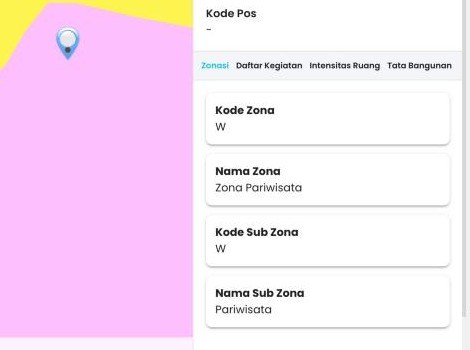 Kode Pos
-
Zonasi Daftar Kegiatan Intensitas Ruang Tata Bangunan
Kode Zona
W
Nama Zona
Zona Pariwisata
Kode Sub Zona
W
Nama Sub Zona
Pariwisata